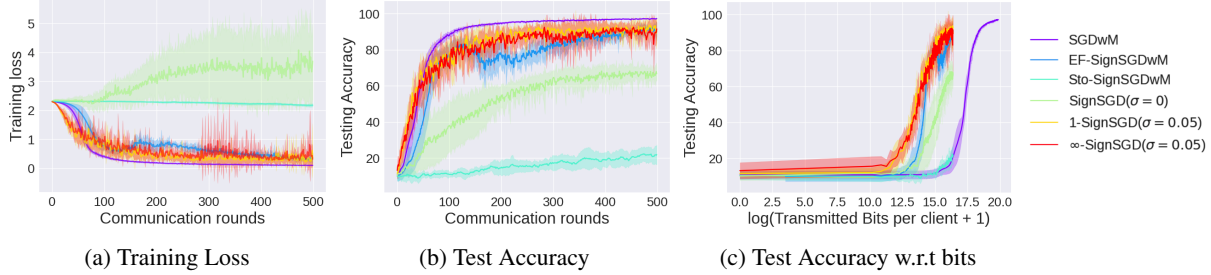 5
4
3
2
1
0
Training loss
0 100 200 300 400 500
Communication rounds
(a) Training Loss
100
80
60
40
20
Testing Accuracy
0 100 200 300 400 500
Communication rounds
(b) Test Accuracy
100
80
60
40
20
Testing Accuracy
0.0 2.5 5.0 7.5 10.0 12.5 15.0 17.5 20.0
log(Transmitted Bits per client + 1)
(c) Test Accuracy w.r.t bits
SGDwM
EF-SignSGDwM
Sto-SignSGDwM
SignSGD(σ = 0)
1-SignSGD(σ = 0.05)
∞-SignSGD(σ = 0.05)